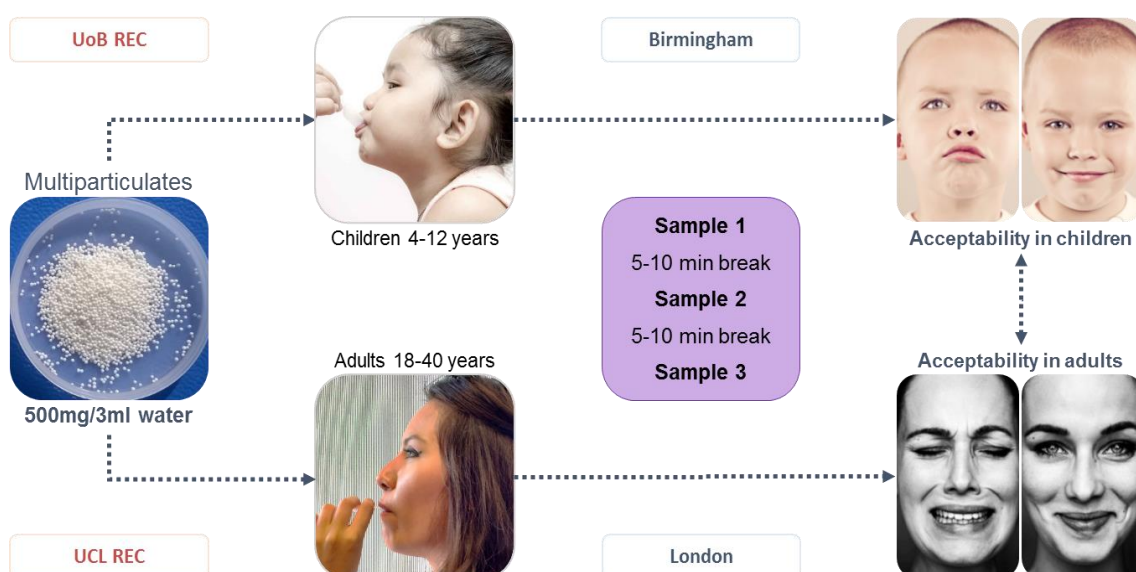 UoB REC
Birmingham
Multiparticulates
Children 4-12 years
Sample 1
5-10 min break
Sample 2
5-10 min break
Sample 3
Acceptability in children
Adults 18-40 years
Acceptability in adults
500mg/3ml water
UCL REC
London